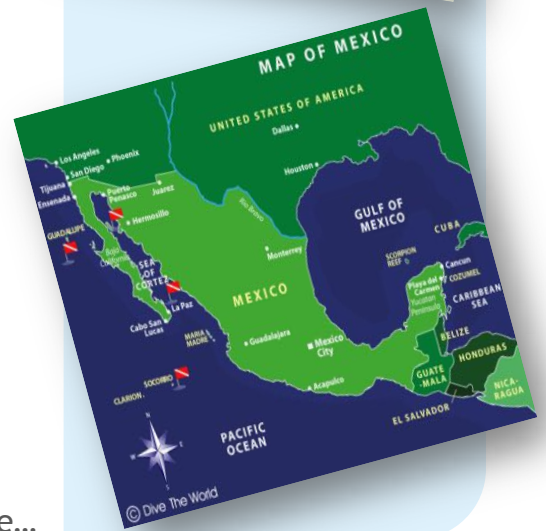 MAP OF MEXICO
UNITED STATES OF AMERICA
Dallas
Los Angeles
Phoenix
San Diego
Tijuana
Ensenada
Puerto
Penasco
Juarez
Houston
Hermosillo
Rio Bravo
GUADALUPE
Baja
California
GULF OF
MEXICO
CUBA
Monterrey
SCORPION
REEF
SEA
OF
CORTEZ
Cancun
COZUMEL
Playa del
Carmen
Yucatan
Peninsula
CARIBBEAN
SEA
MEXICO
La Paz
Cabo San
Lucas
MARIA
MADRE
Guadalajara
Mexico
City
BELIZE
HONDURAS
GUATE
-MALA
NICA-
RAGUA
Acapulco
EL SALVADOR
SOCORRO
CLARION
N
W
E
S
PACIFIC
OCEAN
© Dive The World
e...